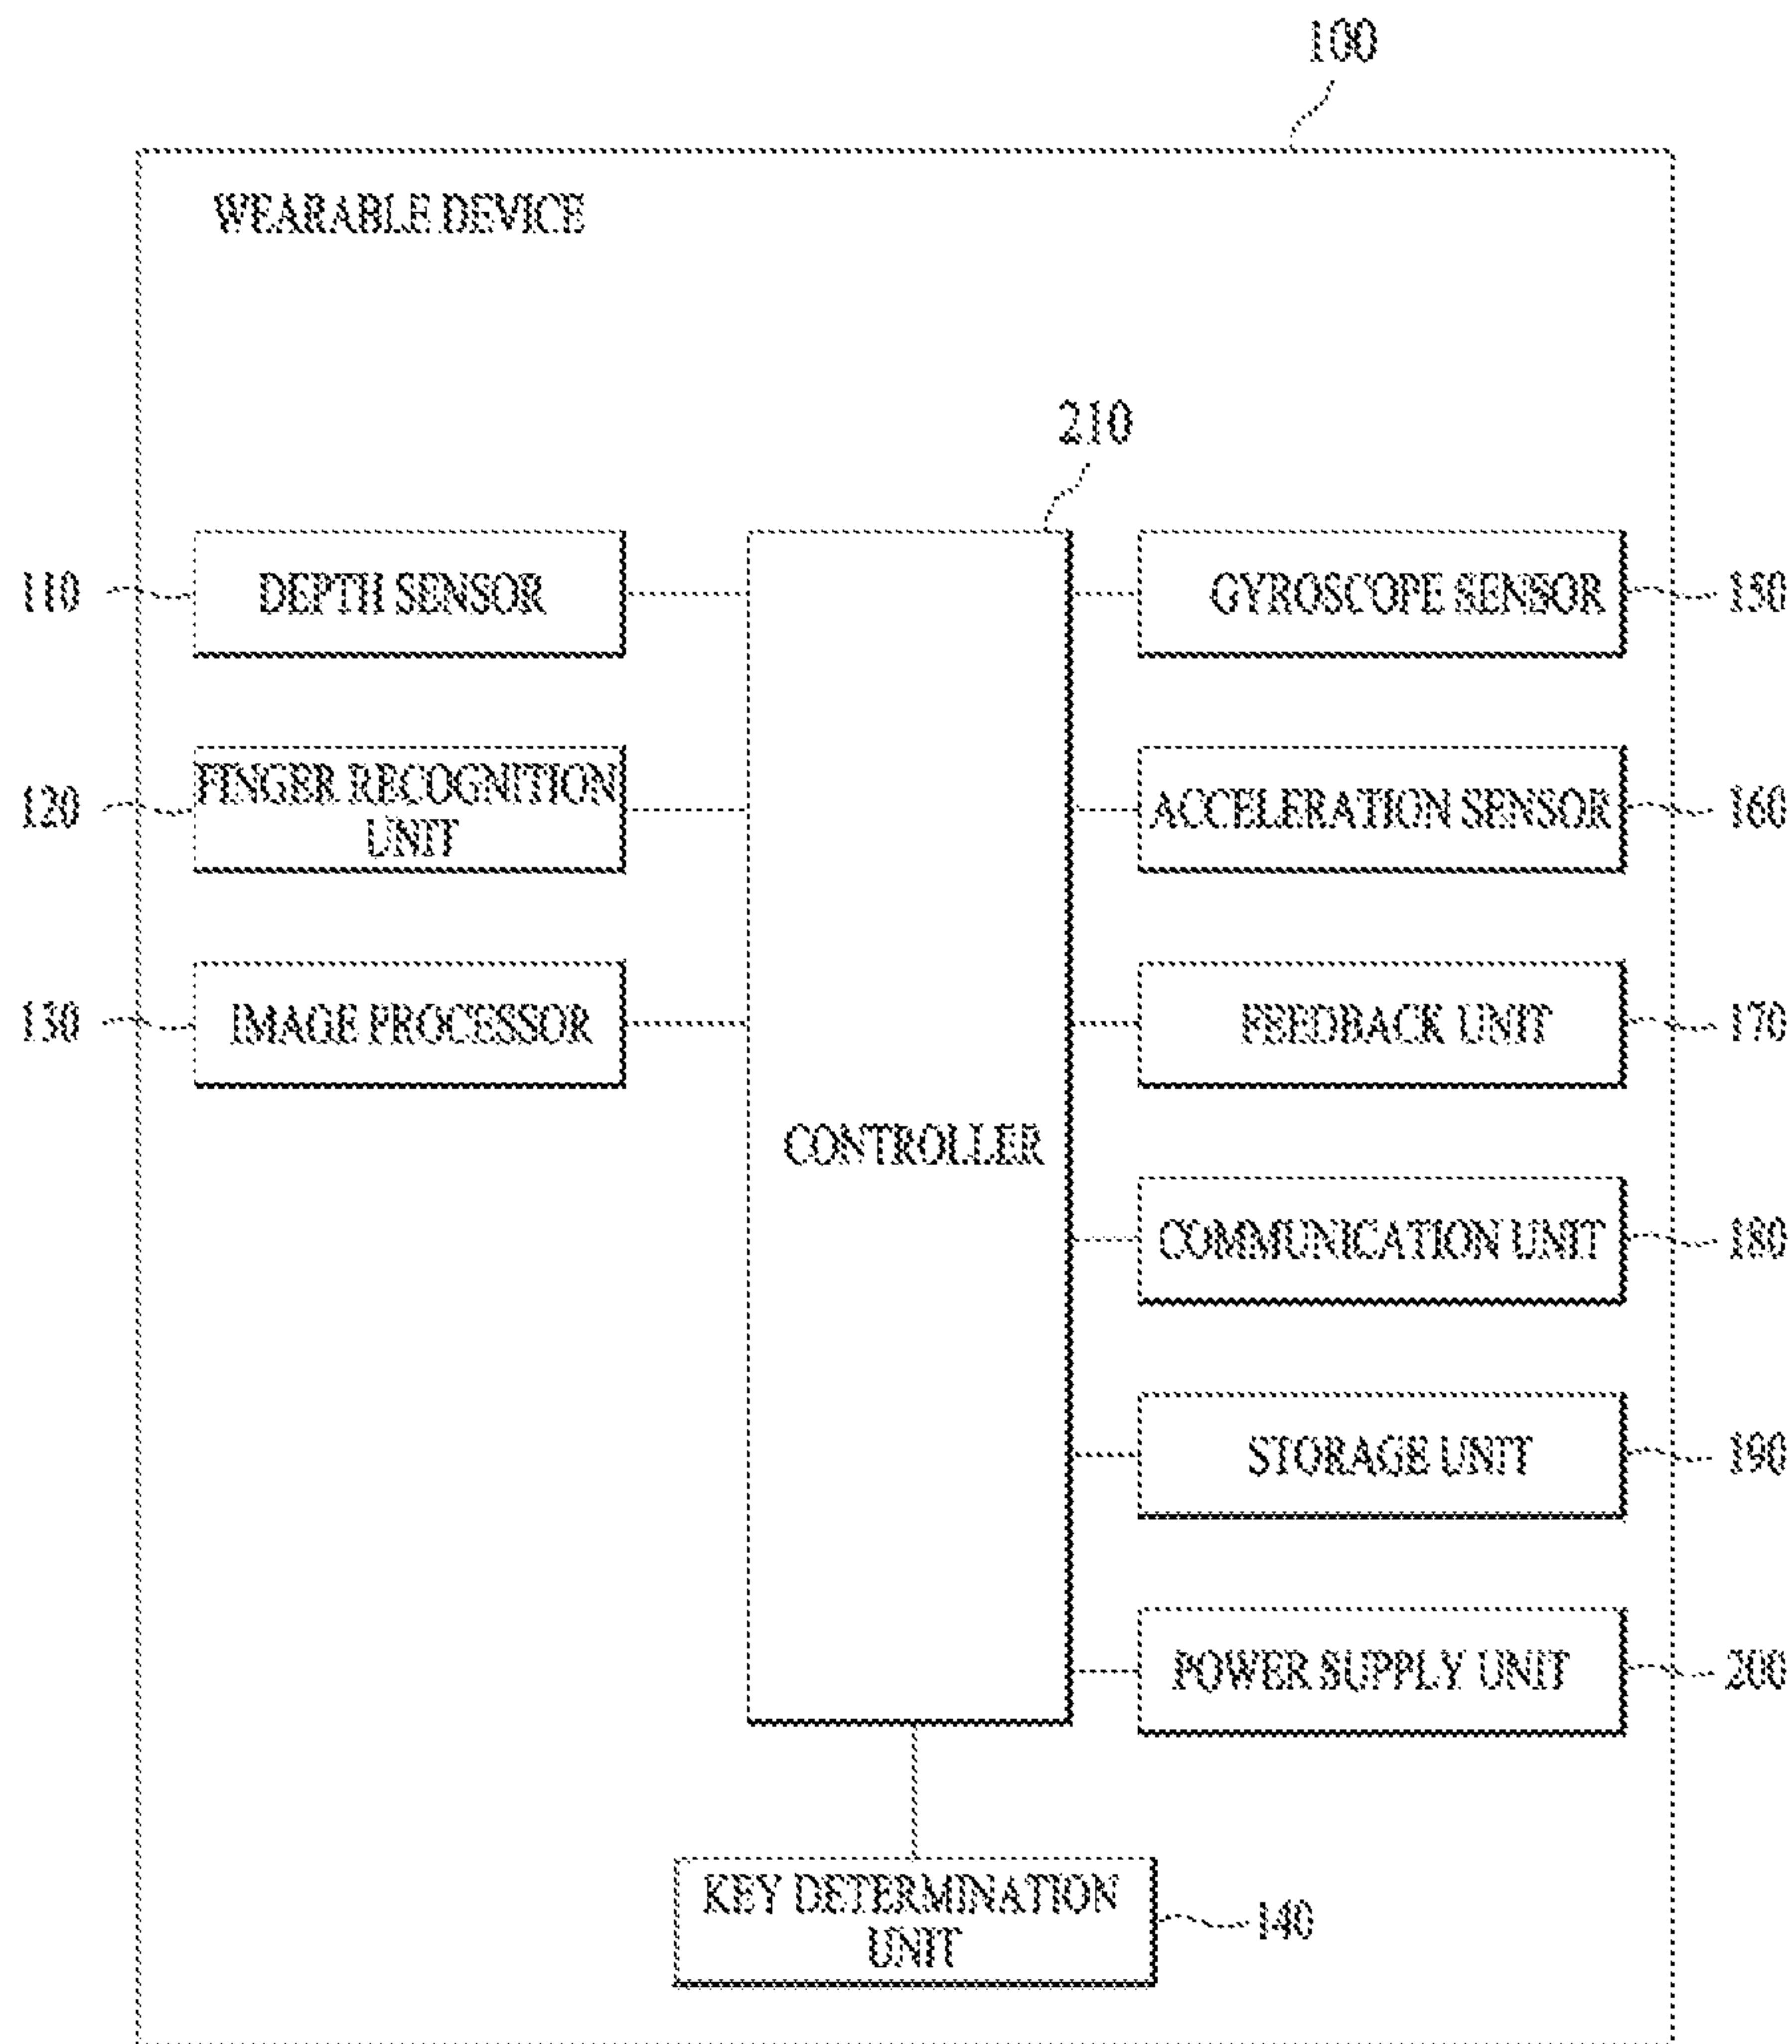 100
WEARABLE DEVICE
210
110
DEPTH SENSOR
GYROSCOPE SENSOR
150
120
FINGER RECOGNITION
UNIT
ACCELERATION SENSOR
160
130
IMAGE PROCESSOR
FEEDBACK UNIT
170
CONTROLLER
COMMUNICATION UNIT
180
STORAGE UNIT
190
POWER SUPPLY UNIT
200
KEY DETERMINATION
UNIT
140